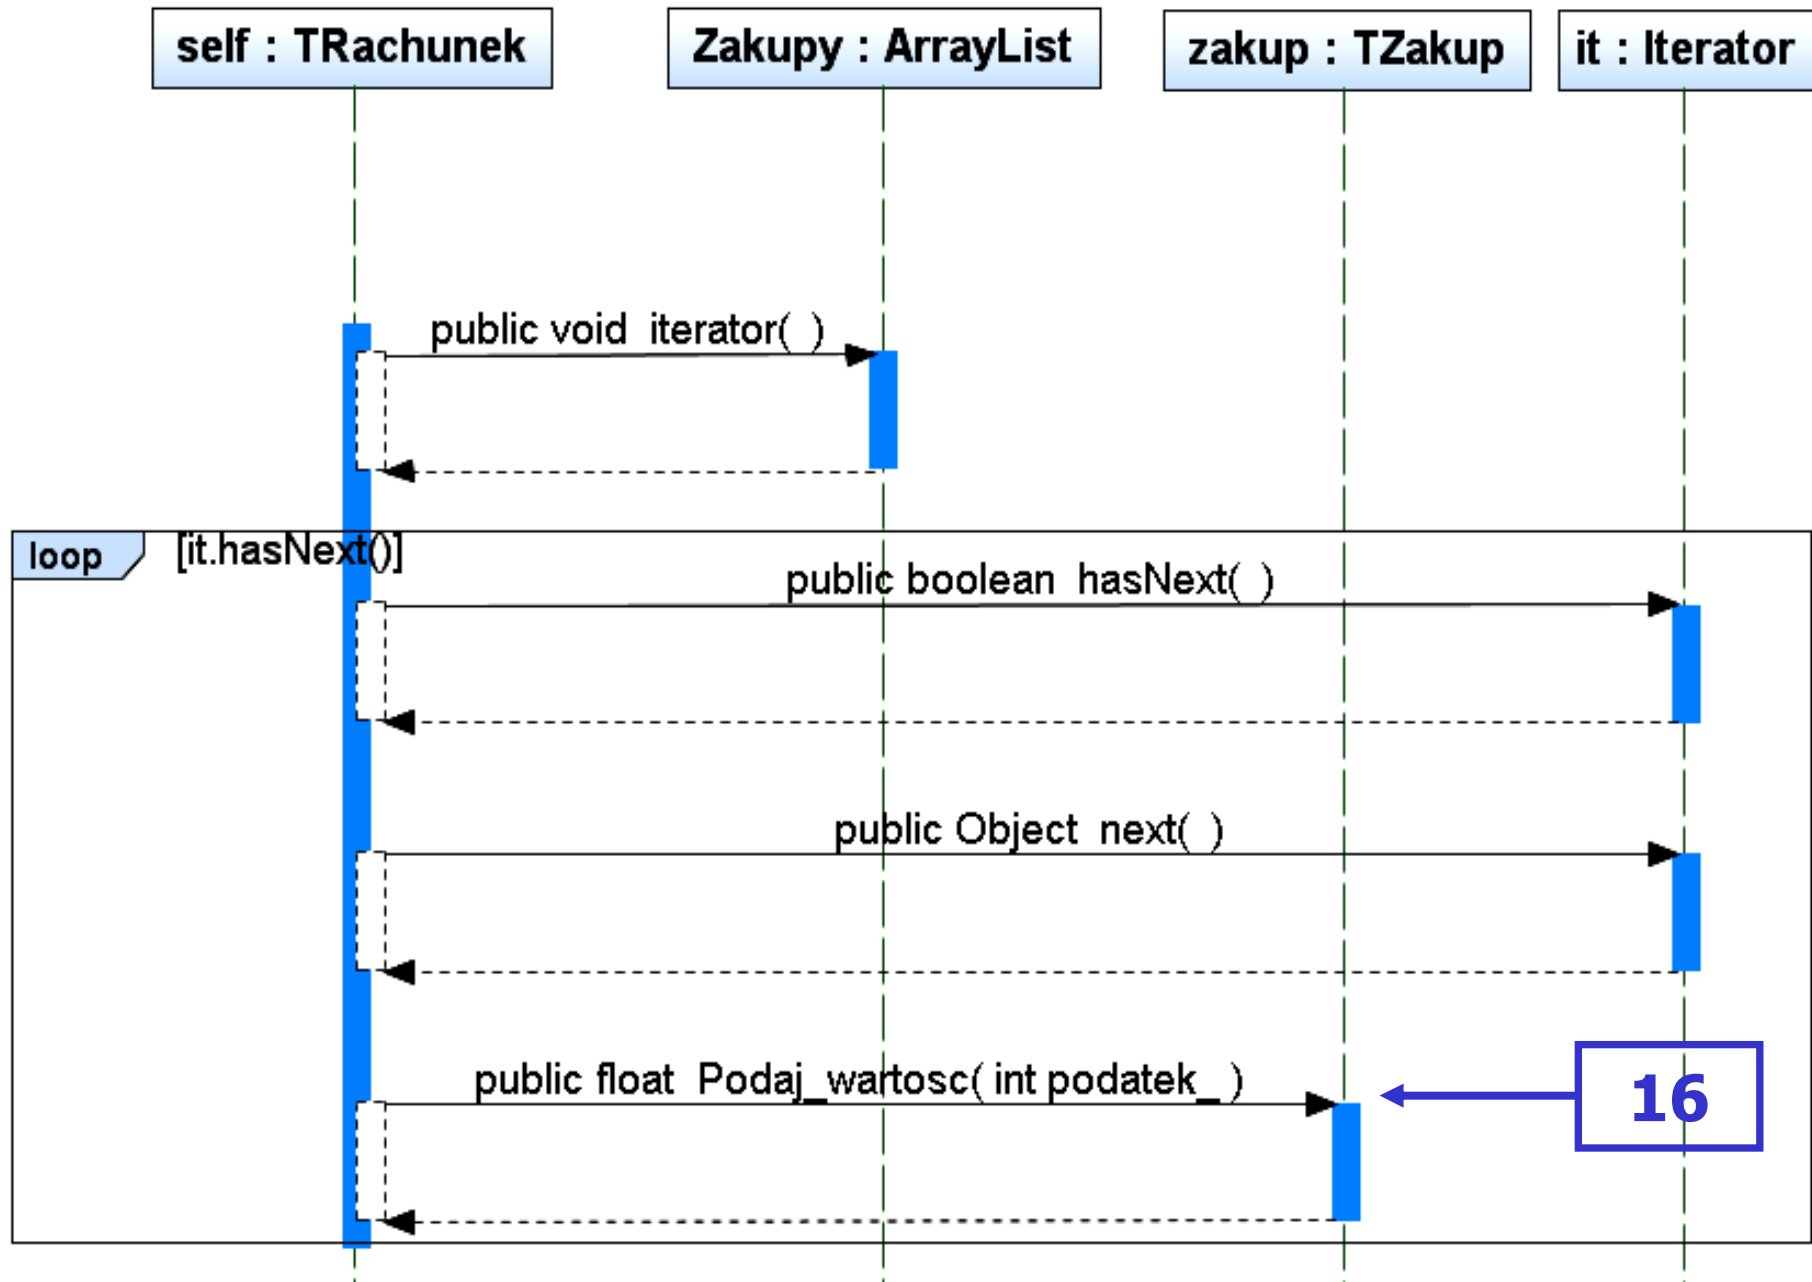 self : TRachunek
Zakupy : ArrayList
zakup : TZakup
it : Iterator
public void iterator( )
loop
[it.hasNext()]
public boolean hasNext( )
public Object next( )
public float Podaj_wartosc( int podatek_ )
16